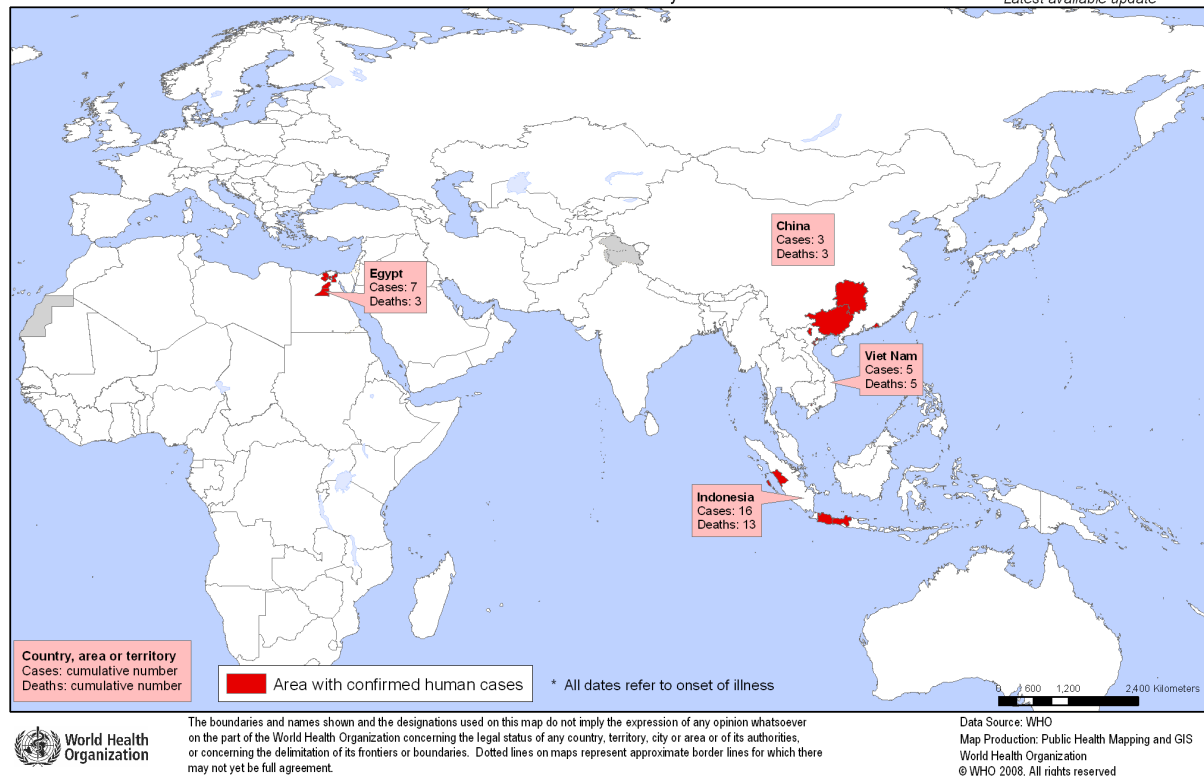 Latest available update
China
Cases: 3
Deaths: 3
Egypt
Cases: 7
Deaths: 3
Viet Nam
Cases: 5
Deaths: 5
Indonesia
Cases: 16
Deaths: 13
Country, area or territory
Cases: cumulative number
Deaths: cumulative number
Area with confirmed human cases
* All dates refer to onset of illness
0 600 1,200 2,400 Kilometers
World Health
Organization
The boundaries and names shown and the designations used on this map do not imply the expression of any opinion whatsoever
on the part of the World Health Organization concerning the legal status of any country, territory, city or area or of its authorities,
or concerning the delimitation of its frontiers or boundaries. Dotted lines on maps represent approximate border lines for which there
may not yet be full agreement.
Data Source: WHO
Map Production: Public Health Mapping and GIS
World Health Organization
© WHO 2008. All rights reserved